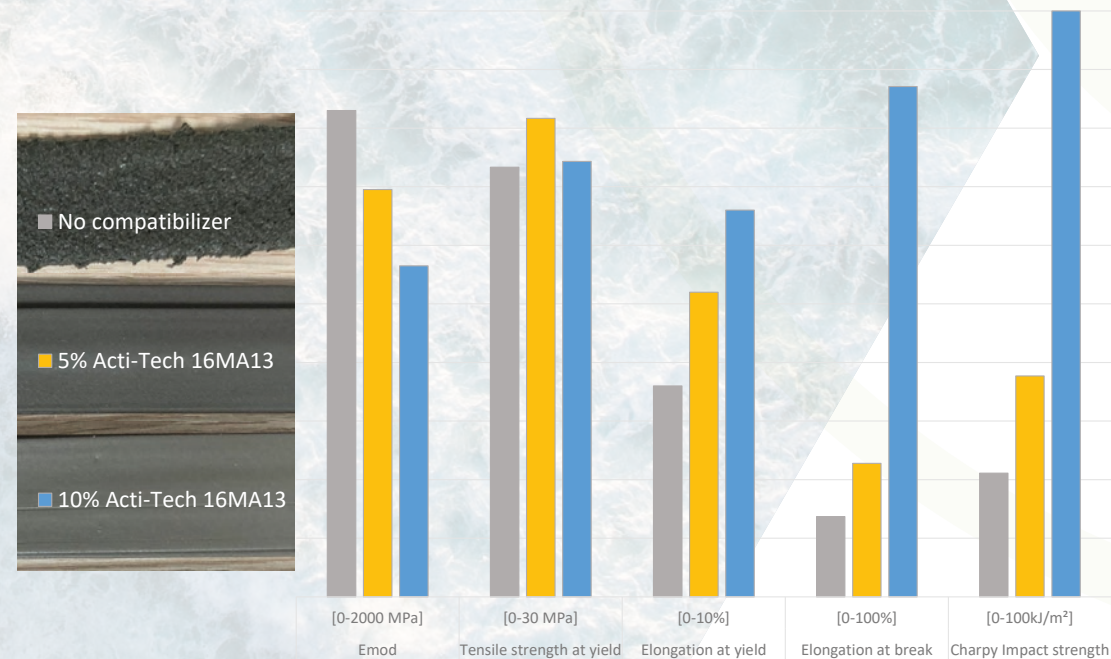 No compatibilizer
5% Acti-Tech 16MA13
10% Acti-Tech 16MA13
[0-2000 MPa] [0-30 MPa] [0-10%] [0-100%] [0-100kJ/m²]
Emod Tensile strength at yield Elongation at yield Elongation at break Charpy Impact strength